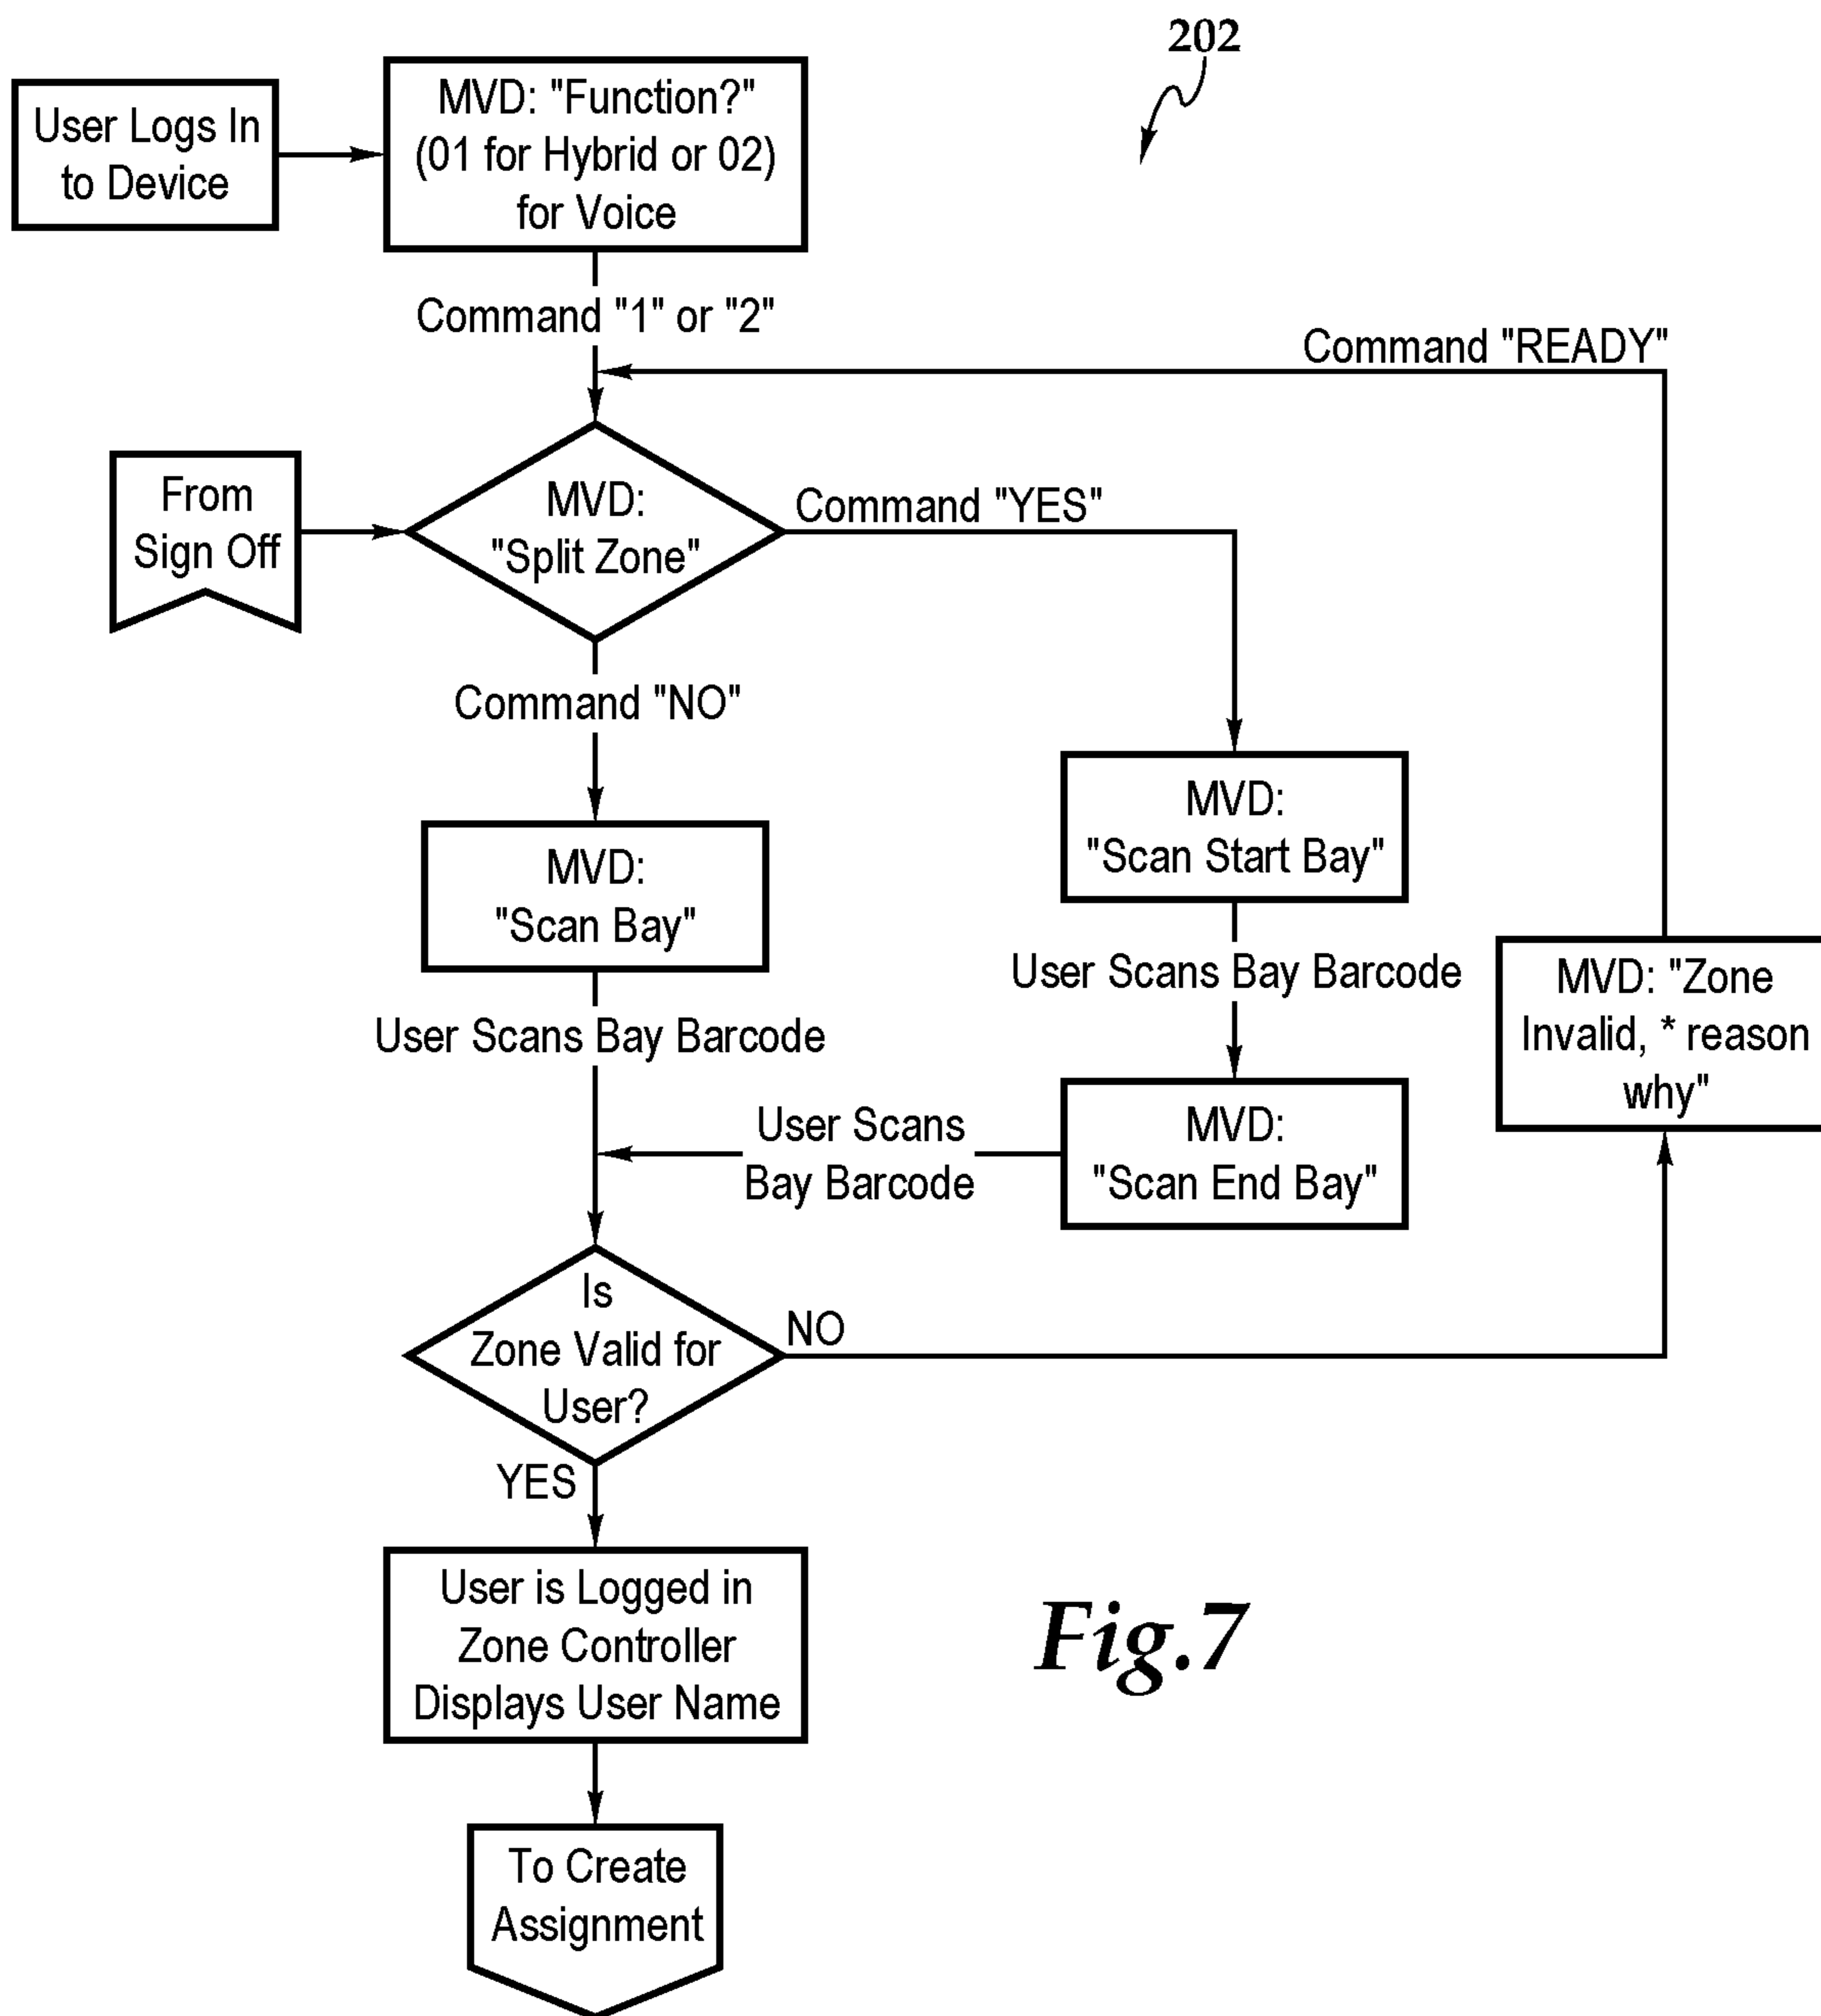 202
User Logs In
to Device
MVD: "Function?"
(01 for Hybrid or 02)
for Voice
Command "1" or "2"
Command "READY"
From
Sign Off
MVD:
"Split Zone"
Command "YES"
Command "NO"
MVD:
"Scan Start Bay"
MVD:
"Scan Bay"
User Scans Bay Barcode
MVD: "Zone
Invalid, * reason
why"
User Scans Bay Barcode
User Scans
Bay Barcode
MVD:
"Scan End Bay"
Is
Zone Valid for
User?
NO
YES
User is Logged in
Zone Controller
Displays User Name
Fig.7
To Create
Assignment